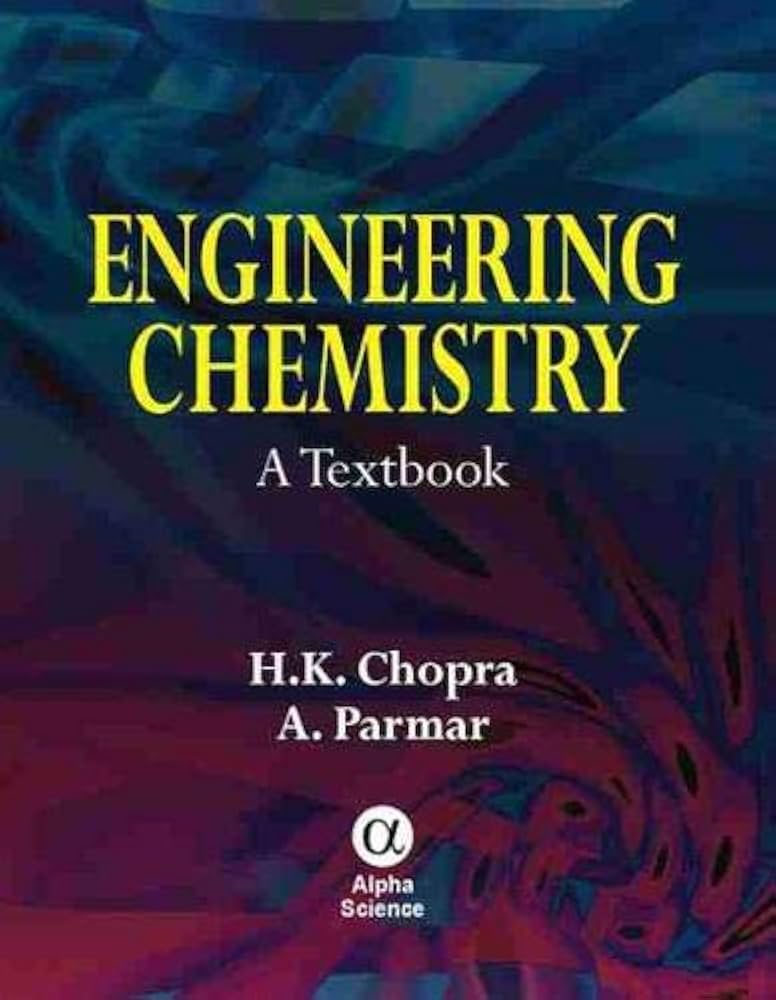 ENGINEERING
CHEMISTRY
A Textbook
H.K. Chopra
A. Parmar
α
Alpha
Science